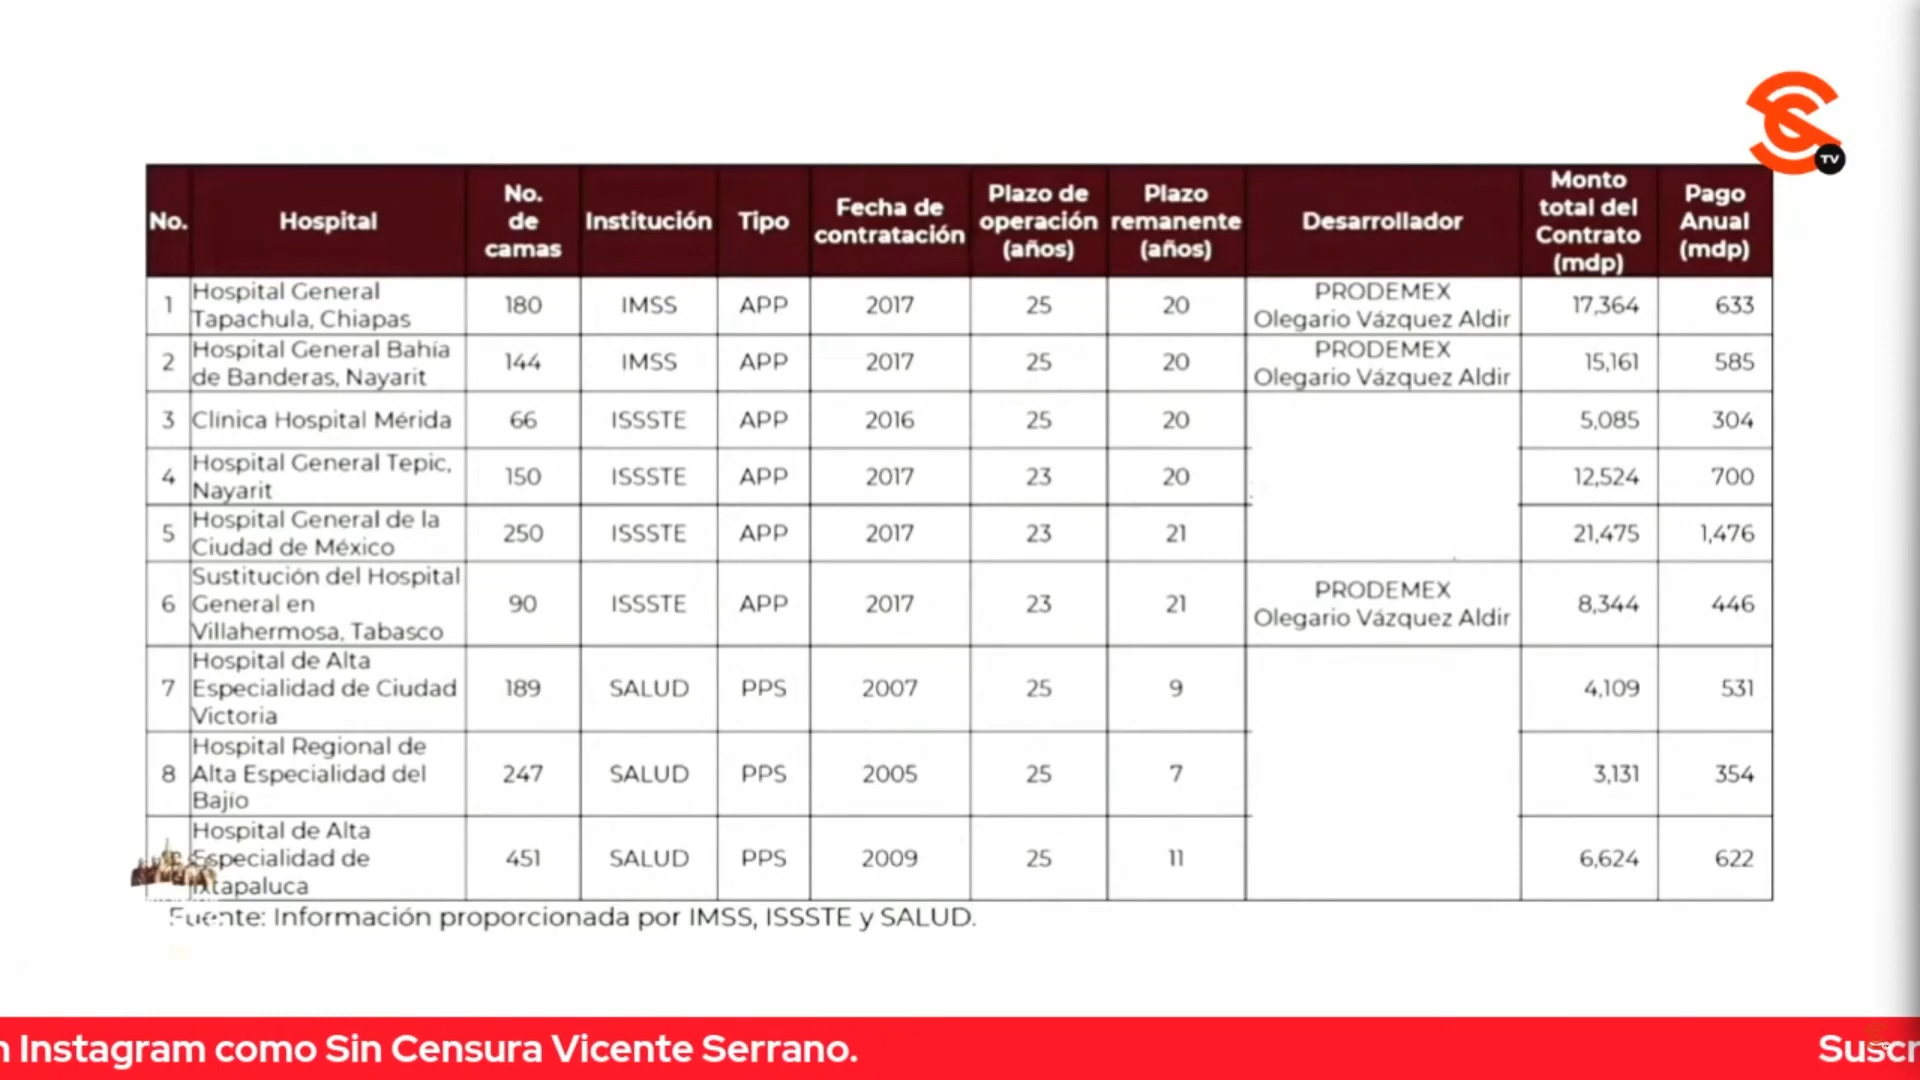 TV
No.
Hospital
No. de camas
Institución
Tipo
Fecha de contratación
Plazo de operación (años)
Plazo remanente (años)
Desarrollador
Monto total del Contrato (mdp)
Pago Anual (mdp)
1
Hospital General
Tapachula, Chiapas
180
IMSS
APP
2017
25
20
PRODEMEX
Olegario Vázquez Aldir
17,364
633
2
Hospital General Bahía
de Banderas, Nayarit
144
IMSS
APP
2017
25
20
PRODEMEX
Olegario Vázquez Aldir
15,161
585
3
Clínica Hospital Mérida
66
ISSSTE
APP
2016
25
20
5,085
304
4
Hospital General Tepic,
Nayarit
150
ISSSTE
APP
2017
23
20
12,524
700
5
Hospital General de la
Ciudad de México
250
ISSSTE
APP
2017
23
21
21,475
1,476
6
Sustitución del Hospital
General en
Villahermosa, Tabasco
90
ISSSTE
APP
2017
23
21
PRODEMEX
Olegario Vázquez Aldir
8,344
446
7
Hospital de Alta
Especialidad de Ciudad
Victoria
189
SALUD
PPS
2007
25
9
4,109
531
8
Hospital Regional de
Alta Especialidad del
Bajío
247
SALUD
PPS
2005
25
7
3,131
354
Hospital de Alta
Especialidad de
Ixtapaluca
451
SALUD
PPS
2009
25
11
6,624
622
Fuente: Información proporcionada por IMSS, ISSSTE y SALUD.
n Instagram como Sin Censura Vicente Serrano.
Suscr